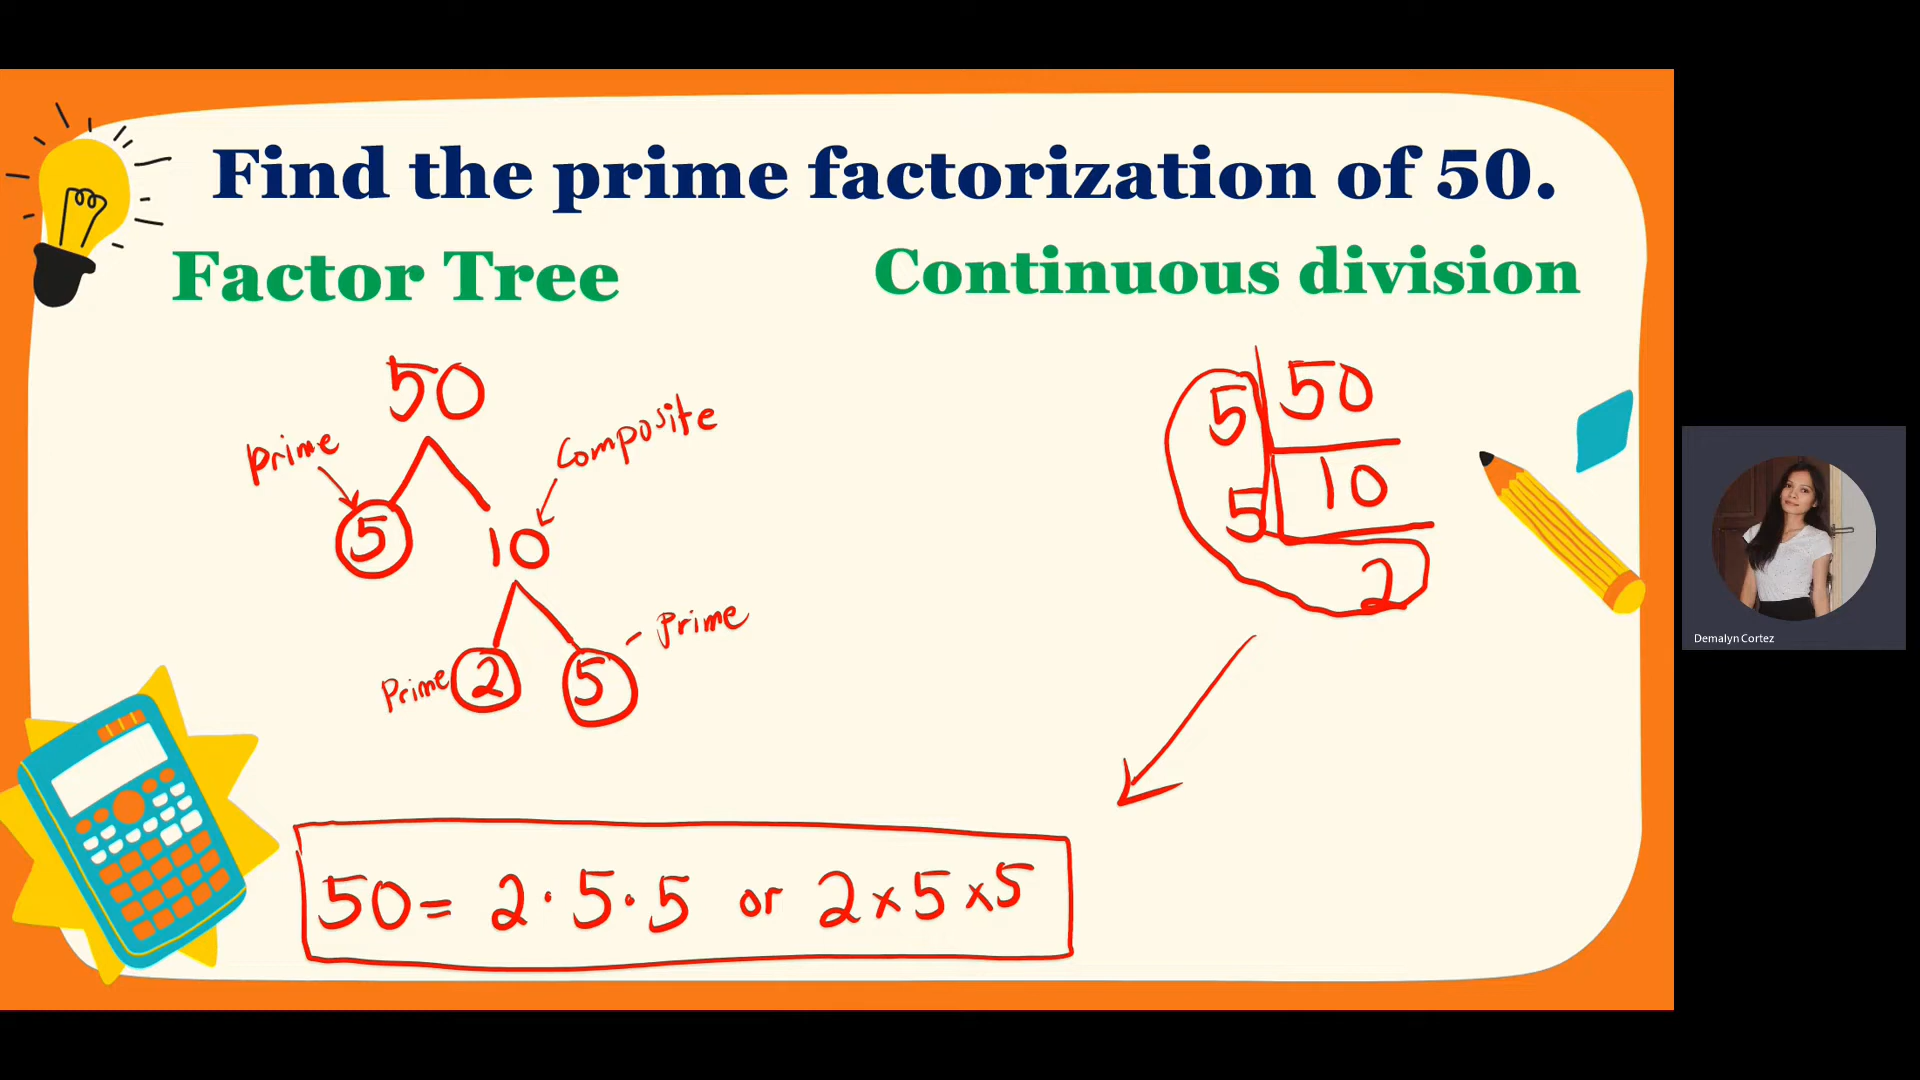 Find the prime factorization of 50.
Factor Tree
Continuous division
50
prime
Composite
5
10
Prime
2
5
- Prime
5 50
5 10
2
50 = 2 · 5 · 5 or 2 x 5 x 5
Demalyn Cortez